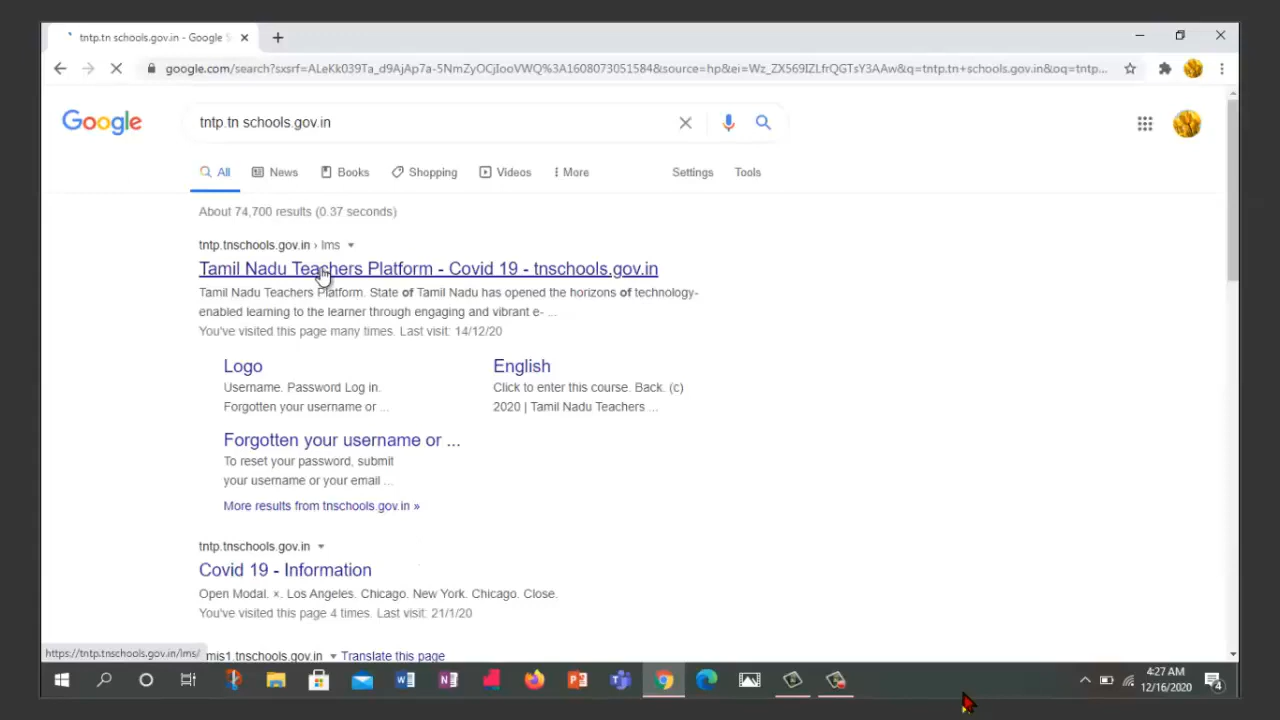 tntp.tn schools.gov.in - Google S
google.com/search?sxsrf=ALeKk039Ta_d9AjAp7a-5NmZyOCjIooVWQ%3A1608073051584&source=hp&ei=Wz_ZX569IZLfrQGTsY3AAw&q=tntp.tn+schools.gov.in&oq=tntp...
Google
tntp.tn schools.gov.in
All News Books Shopping Videos More Settings Tools
About 74,700 results (0.37 seconds)
tntp.tnschools.gov.in › lms
Tamil Nadu Teachers Platform - Covid 19 - tnschools.gov.in
Tamil Nadu Teachers Platform. State of Tamil Nadu has opened the horizons of technology-
enabled learning to the learner through engaging and vibrant e- ...
You've visited this page many times. Last visit: 14/12/20
Logo English
Username. Password Log in. Click to enter this course. Back. (c)
Forgotten your username or ... 2020 | Tamil Nadu Teachers ...
Forgotten your username or ...
To reset your password, submit
your username or your email ...
More results from tnschools.gov.in »
tntp.tnschools.gov.in
Covid 19 - Information
Open Modal. ×. Los Angeles. Chicago. New York. Chicago. Close.
You've visited this page 4 times. Last visit: 21/1/20
https://tntp.tnschools.gov.in/lms/ mis1.tnschools.gov.in Translate this page
4:27 AM
12/16/2020
4